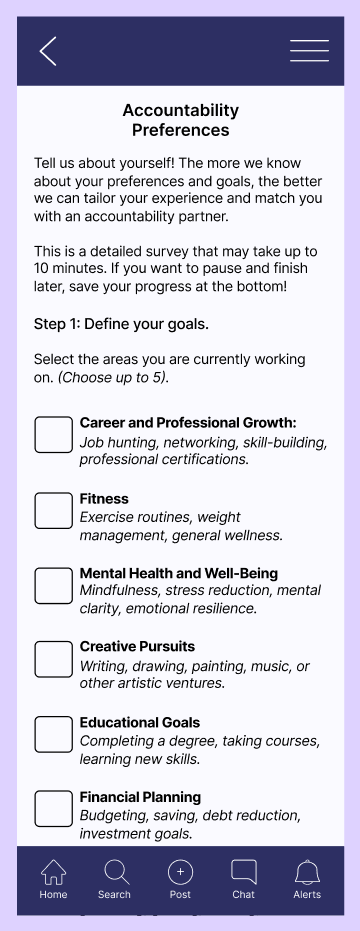 Accountability
Preferences
Tell us about yourself! The more we know
about your preferences and goals, the better
we can tailor your experience and match you
with an accountability partner.
This is a detailed survey that may take up to
10 minutes. If you want to pause and finish
later, save your progress at the bottom!
Step 1: Define your goals.
Select the areas you are currently working
on. (Choose up to 5).
Career and Professional Growth:
Job hunting, networking, skill-building,
professional certifications.
Fitness
Exercise routines, weight
management, general wellness.
Mental Health and Well-Being
Mindfulness, stress reduction, mental
clarity, emotional resilience.
Creative Pursuits
Writing, drawing, painting, music, or
other artistic ventures.
Educational Goals
Completing a degree, taking courses,
learning new skills.
Financial Planning
Budgeting, saving, debt reduction,
investment goals.
Home Search Post Chat Alerts